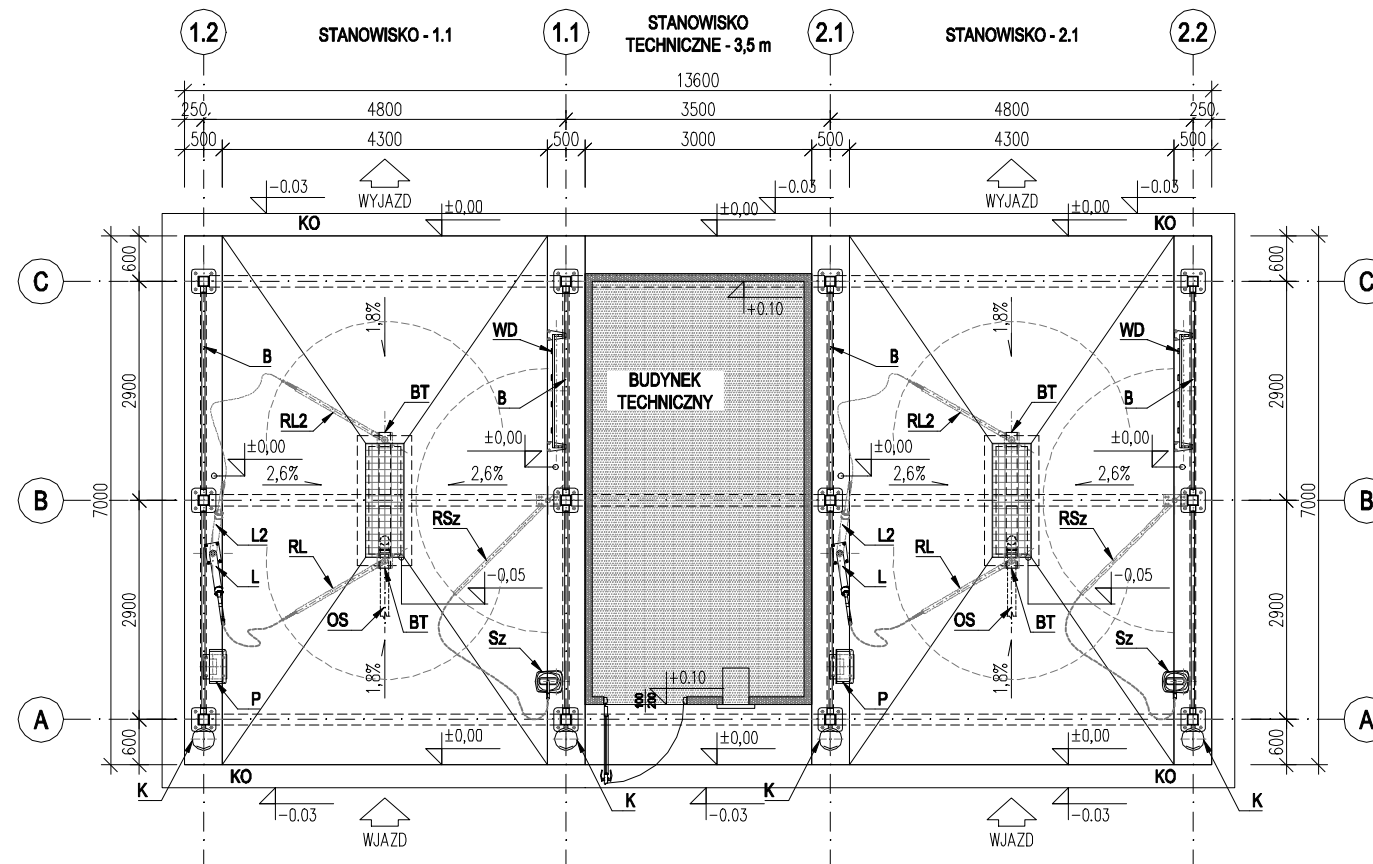 1.2
STANOWISKO - 1.1
1.1
STANOWISKO
TECHNICZNE - 3,5 m
2.1
STANOWISKO - 2.1
2.2
13600
250
4800
3500
4800
250
500
4300
500
3000
500
4300
500
WYJAZD
WYJAZD
-0.03
-0.03
-0.03
KO
±0,00
±0,00
±0,00
KO
600
600
C
C
1,8%
+0.10
1,8%
WD
WD
B
B
BUDYNEK
TECHNICZNY
BT
B
BT
B
2900
2900
RL2
RL2
±0,00
±0,00
±0,00
±0,00
2,6%
2,6%
2,6%
2,6%
B
B
7000
7000
RSz
RSz
L2
L2
RL
RL
L
L
-0,05
-0,05
2900
2900
OS
BT
OS
BT
Sz
Sz
1,8%
1,8%
P
+0.10
100
200
P
A
A
±0,00
±0,00
±0,00
600
600
KO
KO
K
K
K
K
-0.03
-0.03
-0.03
WJAZD
WJAZD